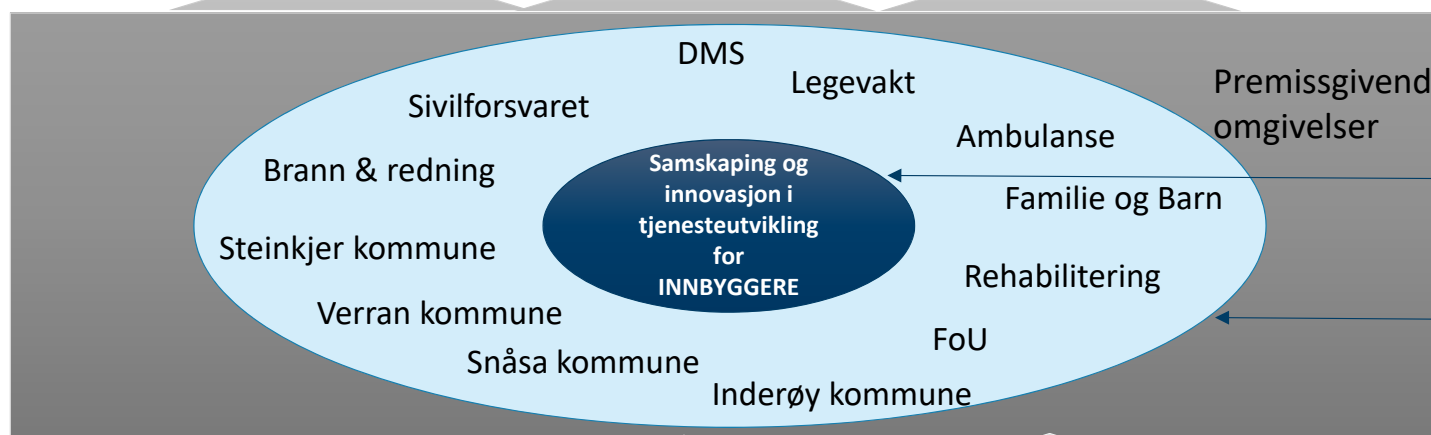 DMS
Legevakt
Sivilforsvaret
Premissgivend
omgivelser
Ambulanse
Brann & redning
Samskaping og
innovasjon i
tjenesteutvikling
for
INNBYGGERE
Familie og Barn
Steinkjer kommune
Rehabilitering
Verran kommune
FoU
Snåsa kommune
Inderøy kommune